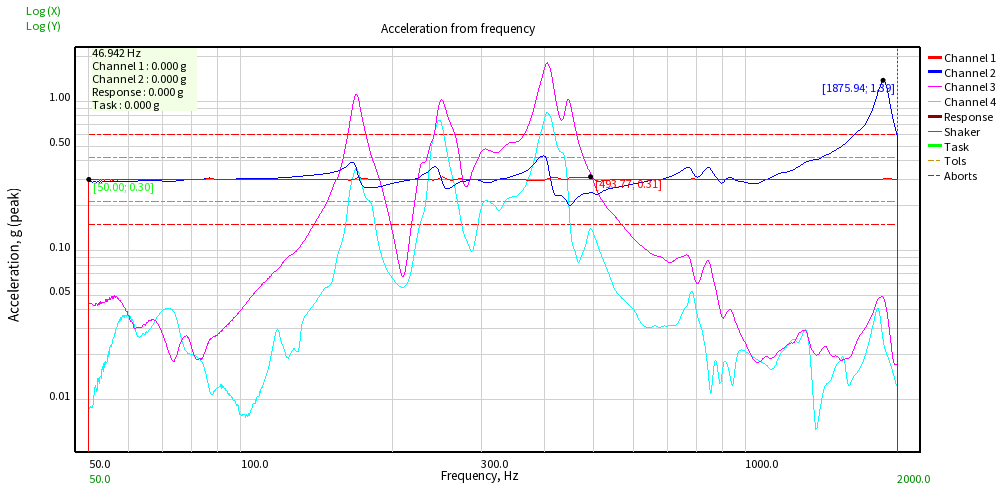 Log (X)
Log (Y)
Acceleration from frequency
46.942 Hz
Channel 1 : 0.000 g
Channel 2 : 0.000 g
Response : 0.000 g
Task : 0.000 g
[1875.94; 1.39]
[50.00; 0.30]
[493.77; 0.31]
1.00
0.50
0.10
0.05
0.01
Acceleration, g (peak)
50.0
100.0
300.0
1000.0
50.0
2000.0
Frequency, Hz
Channel 1
Channel 2
Channel 3
Channel 4
Response
Shaker
Task
Tols
Aborts